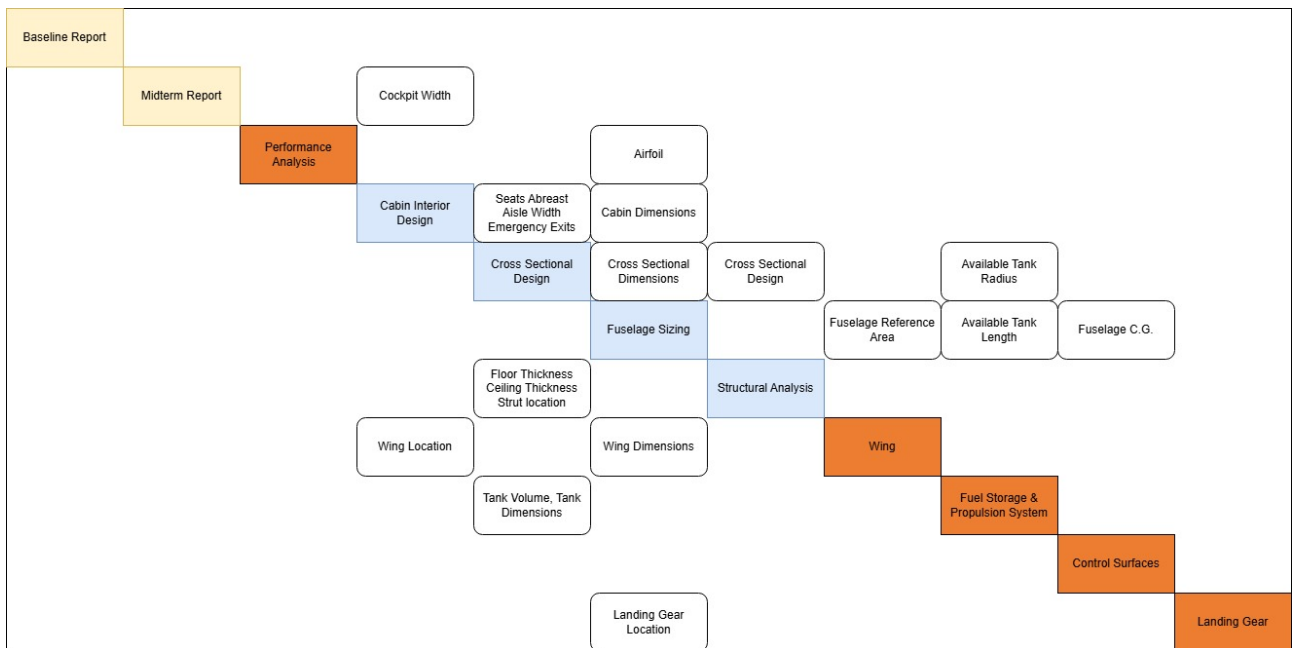 Baseline Report
Midterm Report
Cockpit Width
Performance
Analysis
Airfoil
Cabin Interior
Design
Seats Abreast
Aisle Width
Emergency Exits
Cabin Dimensions
Cross Sectional
Design
Cross Sectional
Dimensions
Cross Sectional
Design
Available Tank
Radius
Fuselage Sizing
Fuselage Reference
Area
Available Tank
Length
Fuselage C.G.
Floor Thickness
Ceiling Thickness
Strut location
Structural Analysis
Wing Location
Wing Dimensions
Wing
Tank Volume, Tank
Dimensions
Fuel Storage &
Propulsion System
Control Surfaces
Landing Gear
Location
Landing Gear